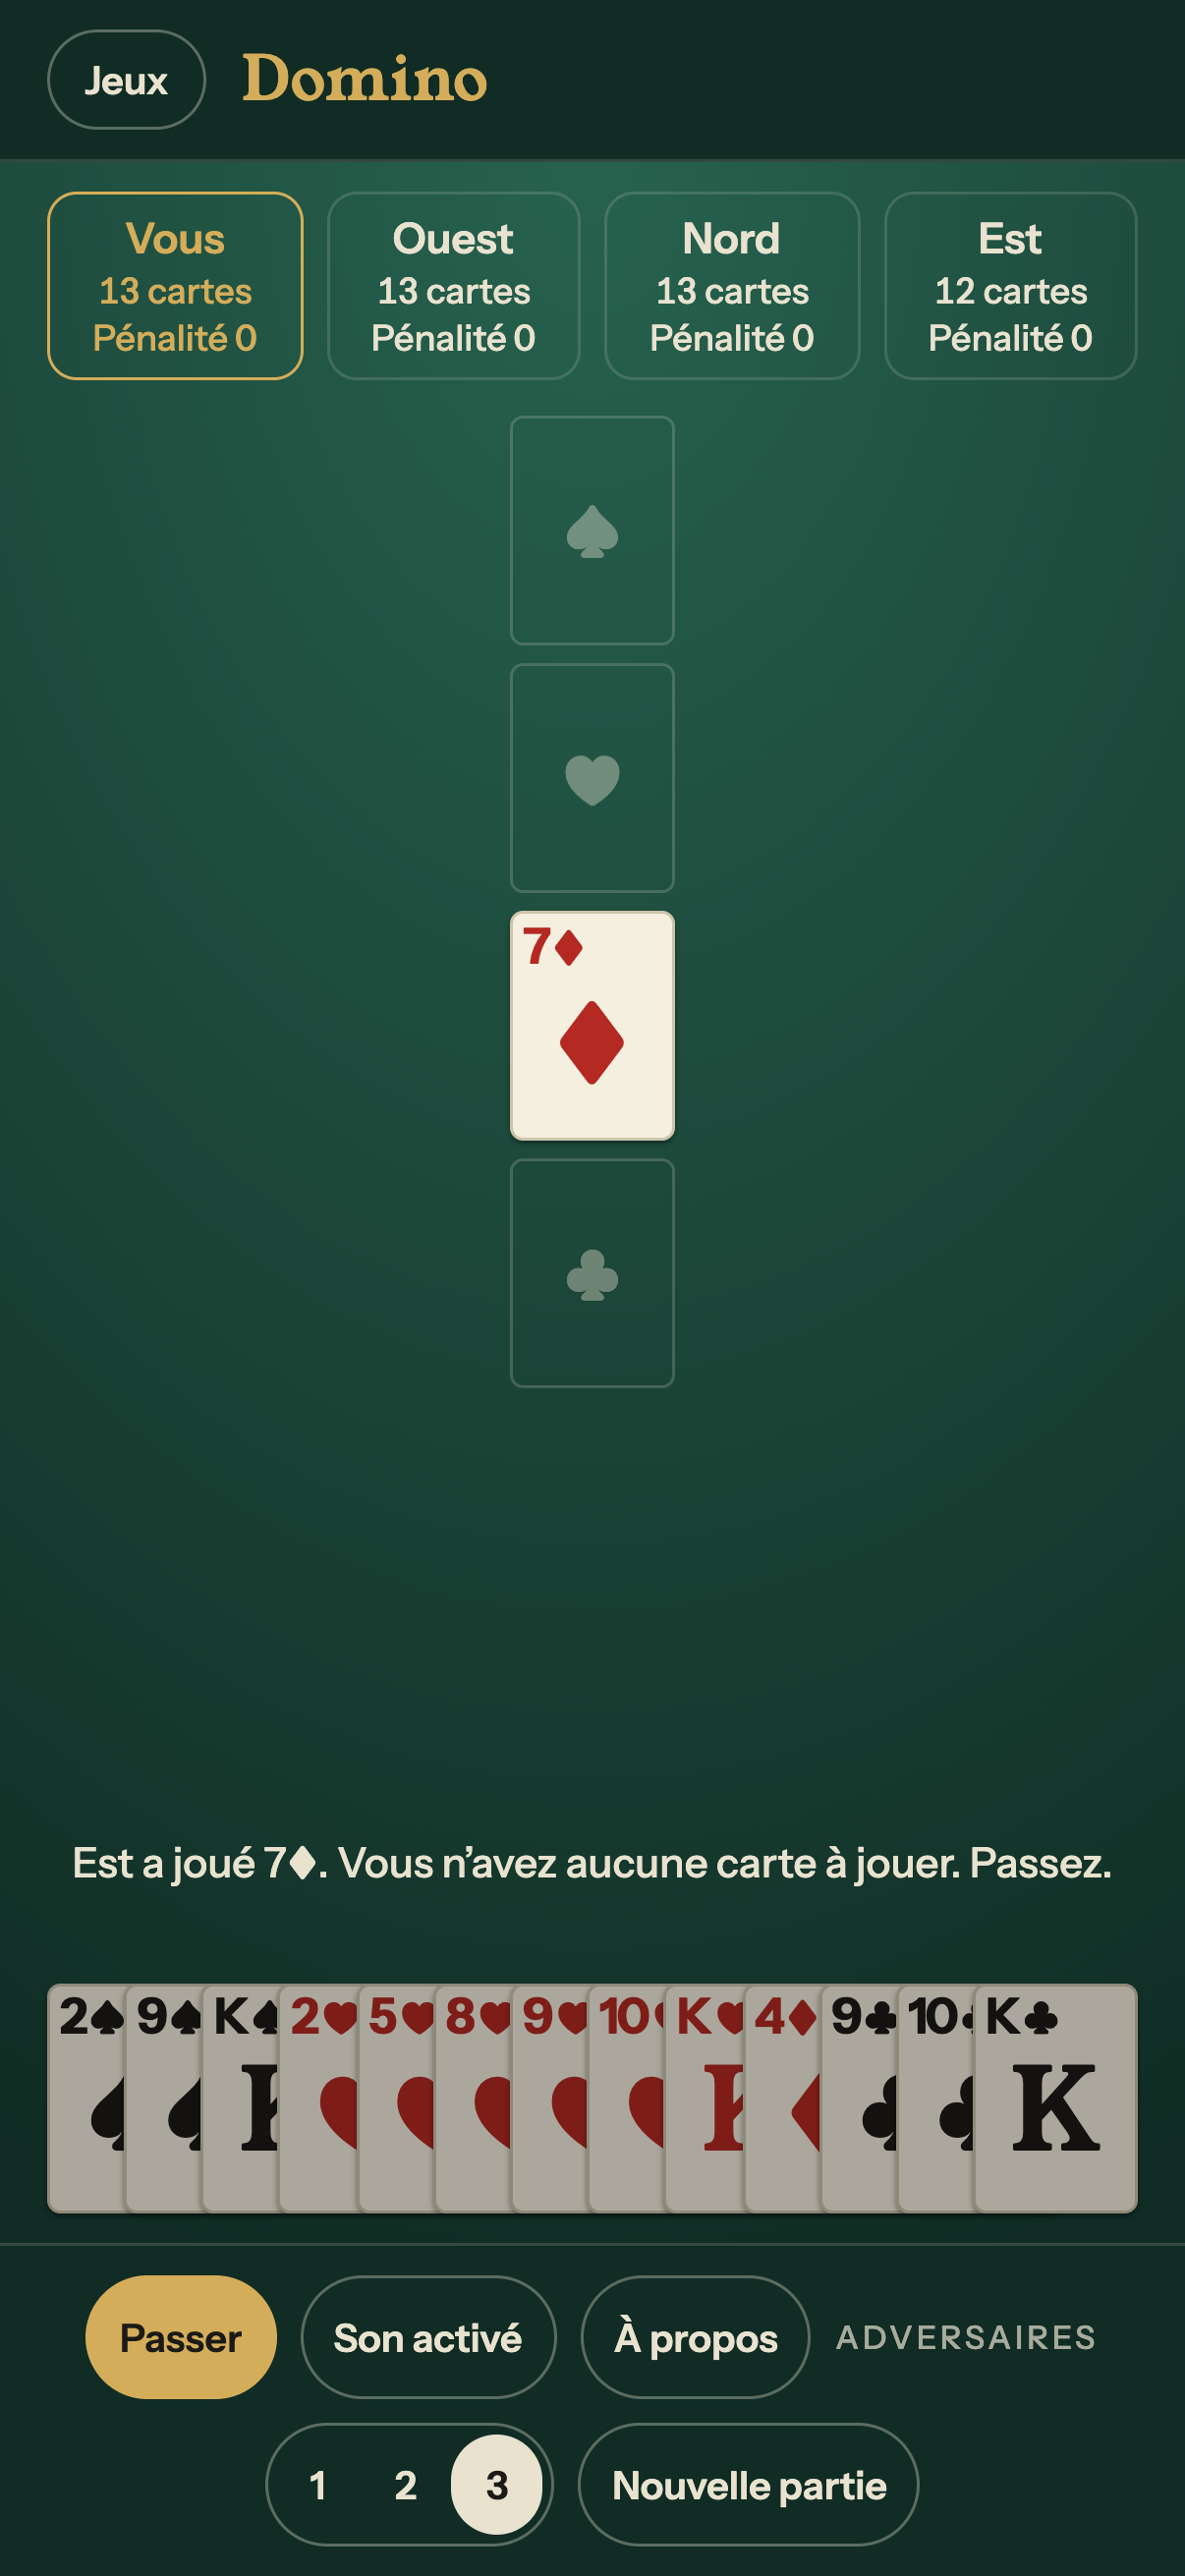 Jeux Domino
Vous Ouest Nord Est
13 cartes 13 cartes 13 cartes 12 cartes
Pénalité 0 Pénalité 0 Pénalité 0 Pénalité 0
7♦
Est a joué 7♦. Vous n’avez aucune carte à jouer. Passez.
2♠ 9♠ K♠ 2♥ 5♥ 8♥ 9♥ 10♥ K♥ 4♦ 9♣ 10♣ K♣
K K K
Passer Son activé À propos ADVERSAIRES
1 2 3 Nouvelle partie